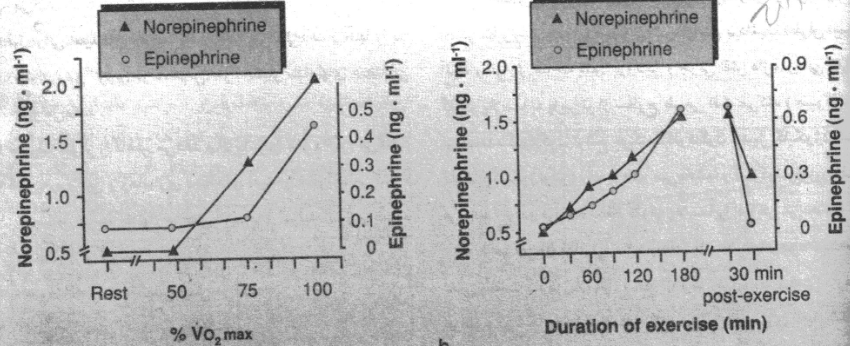 Norepinephrine
Epinephrine
Norepinephrine (ng · ml-1)
2.0
1.5
1.0
0.5
Epinephrine (ng · ml-1)
0.5
0.4
0.3
0.2
0.1
0
Rest 50 75 100
% VO2 max
Norepinephrine
Epinephrine
Norepinephrine (ng · ml-1)
2.0
1.5
1.0
0.5
Epinephrine (ng · ml-1)
0.9
0.6
0.3
0
0 60 120 180 30 min
post-exercise
Duration of exercise (min)